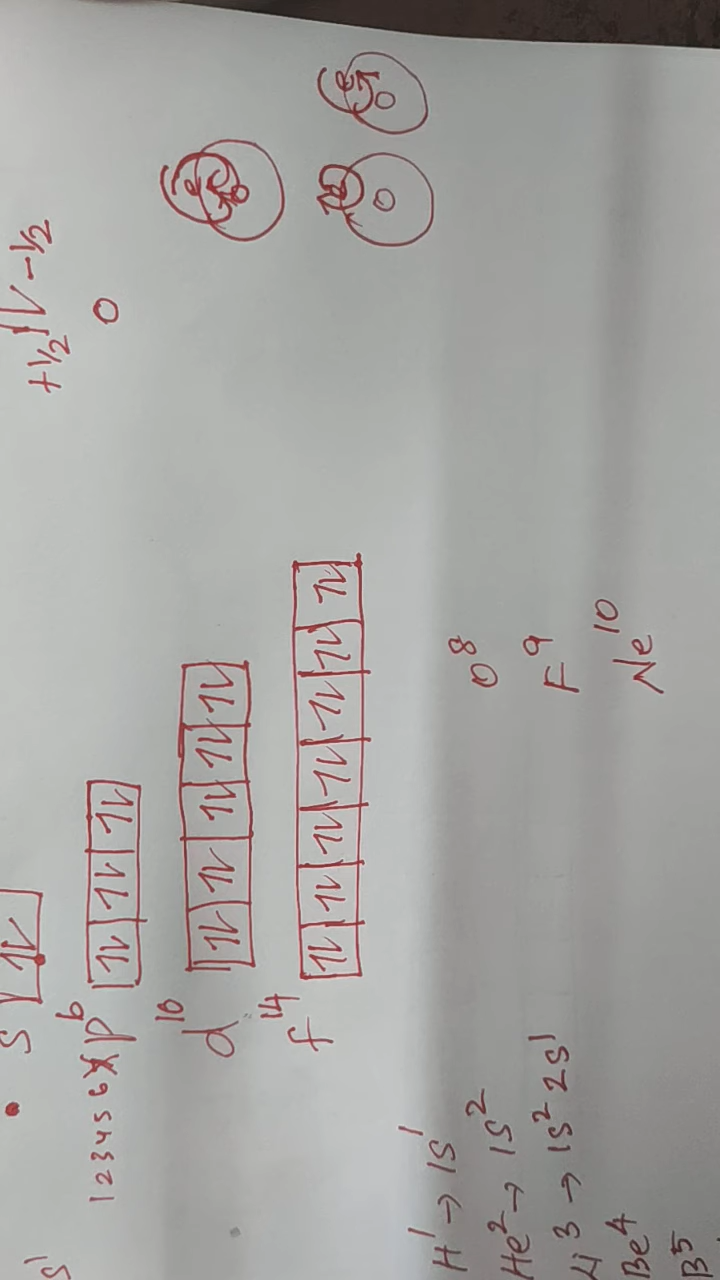 S¹
S
+½ -½
1 2 3 4 5 6 p⁶
d¹⁰
f¹⁴
H¹ → 1S¹
He² → 1S² O⁸
Li³ → 1S² 2S¹ F⁹
Be⁴ Ne¹⁰
B⁵